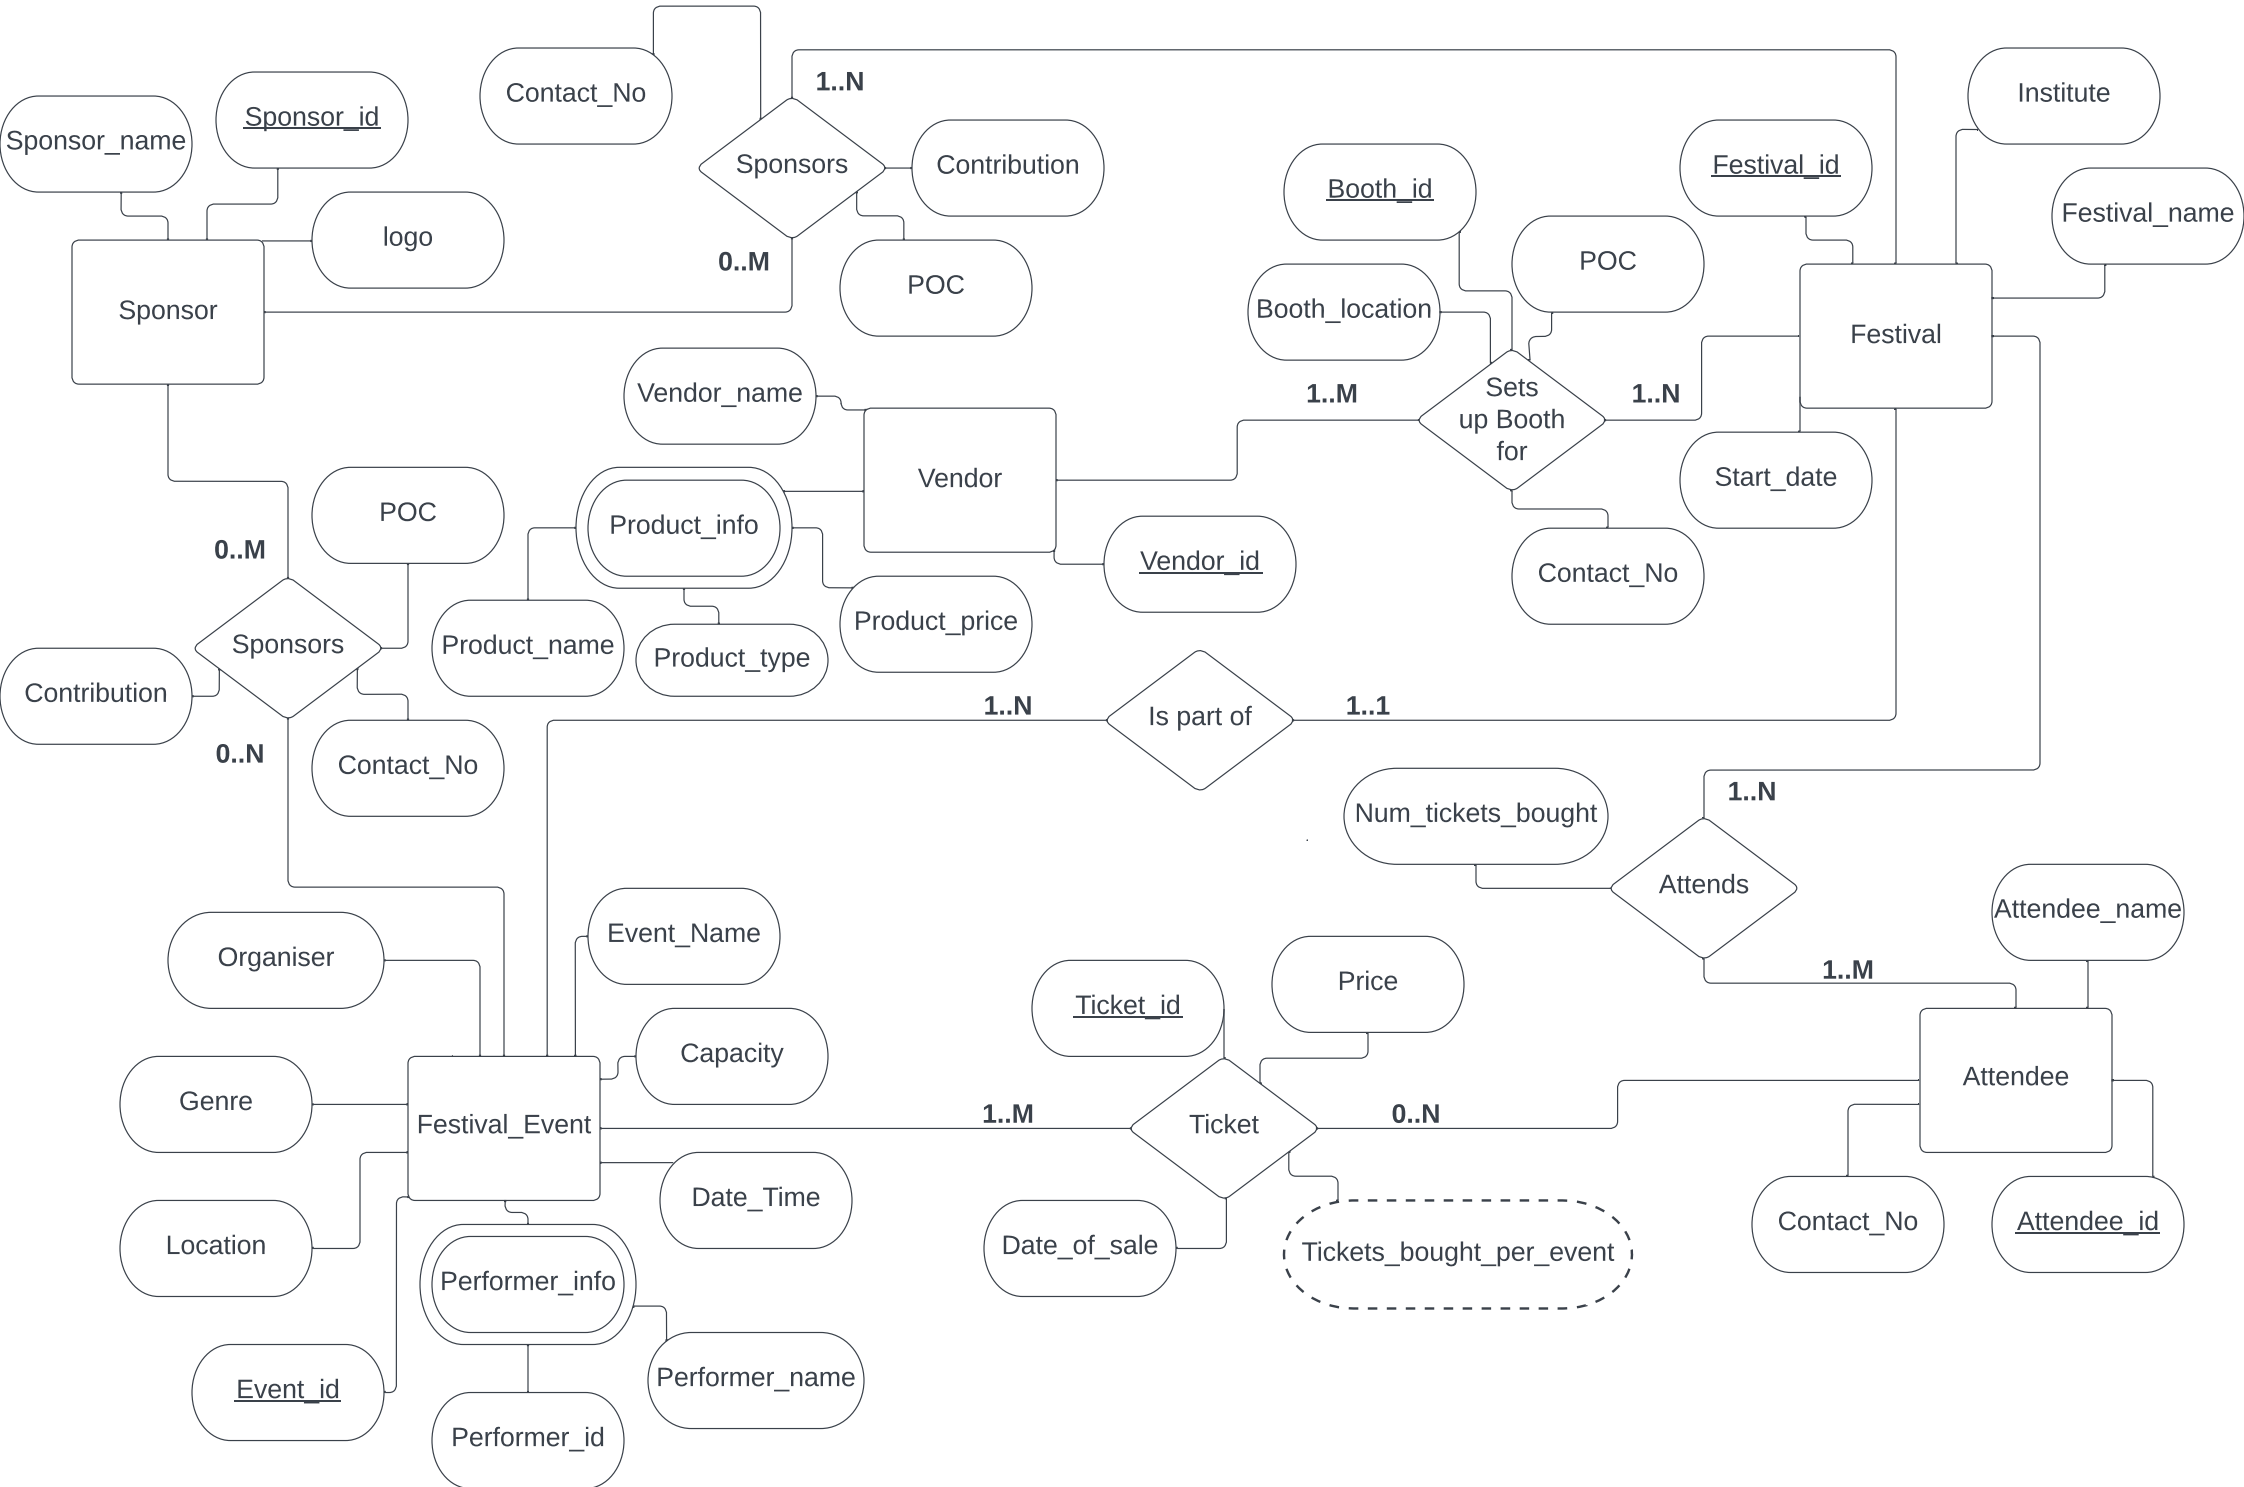 Contact_No
1..N
Institute
Sponsor_name
Sponsor_id
Sponsors
Contribution
Booth_id
Festival_id
Festival_name
logo
0..M
POC
POC
Booth_location
Sponsor
Festival
Vendor_name
1..M
Sets
up Booth
for
1..N
Vendor
Start_date
POC
Product_info
0..M
Vendor_id
Contact_No
Product_name
Product_type
Product_price
Sponsors
Contribution
1..N
Is part of
1..1
0..N
Contact_No
1..N
Num_tickets_bought
Attends
Attendee_name
Organiser
Event_Name
1..M
Ticket_id
Price
Capacity
Attendee
Genre
Festival_Event
1..M
Ticket
0..N
Date_Time
Location
Date_of_sale
Tickets_bought_per_event
Contact_No
Attendee_id
Performer_info
Event_id
Performer_name
Performer_id